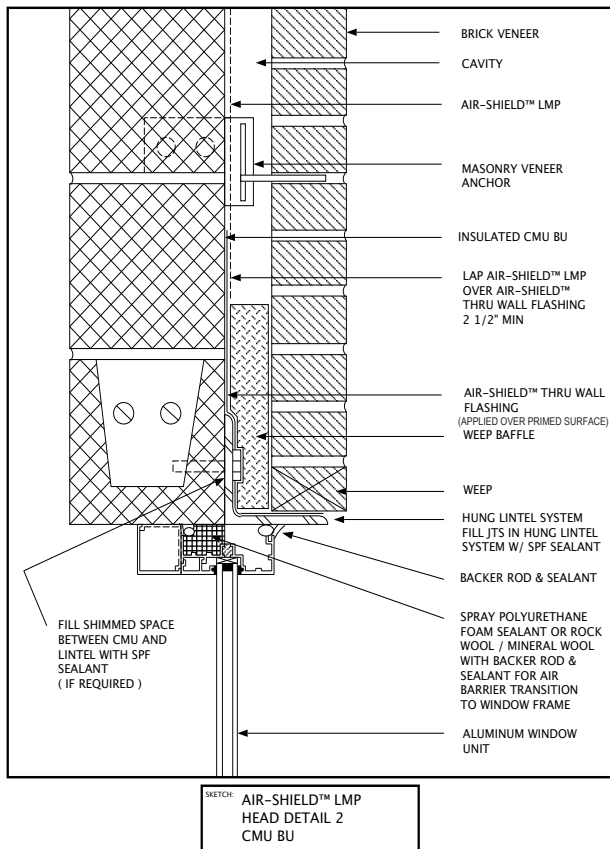 BRICK VENEER
CAVITY
AIR-SHIELD™ LMP
MASONRY VENEER
ANCHOR
INSULATED CMU BU
LAP AIR-SHIELD™ LMP
OVER AIR-SHIELD™
THRU WALL FLASHING
2 1/2" MIN
AIR-SHIELD™ THRU WALL
FLASHING
(APPLIED OVER PRIMED SURFACE)
WEEP BAFFLE
WEEP
HUNG LINTEL SYSTEM
FILL JTS IN HUNG LINTEL
SYSTEM W/ SPF SEALANT
BACKER ROD & SEALANT
SPRAY POLYURETHANE
FOAM SEALANT OR ROCK
WOOL / MINERAL WOOL
WITH BACKER ROD &
SEALANT FOR AIR
BARRIER TRANSITION
TO WINDOW FRAME
ALUMINUM WINDOW
UNIT
FILL SHIMMED SPACE
BETWEEN CMU AND
LINTEL WITH SPF
SEALANT
( IF REQUIRED )
SKETCH: AIR-SHIELD™ LMP
HEAD DETAIL 2
CMU BU